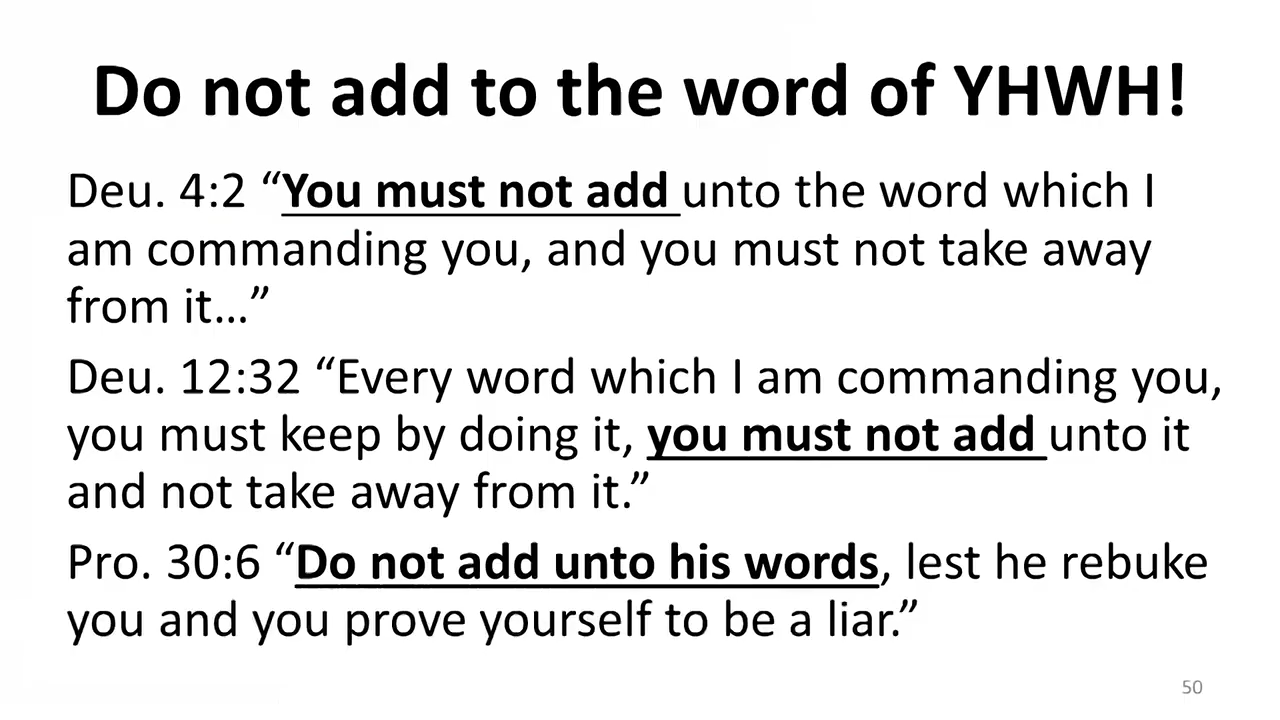 Do not add to the word of YHWH!
Deu. 4:2 “You must not add unto the word which I
am commanding you, and you must not take away
from it…”
Deu. 12:32 “Every word which I am commanding you,
you must keep by doing it, you must not add unto it
and not take away from it.”
Pro. 30:6 “Do not add unto his words, lest he rebuke
you and you prove yourself to be a liar.”
50